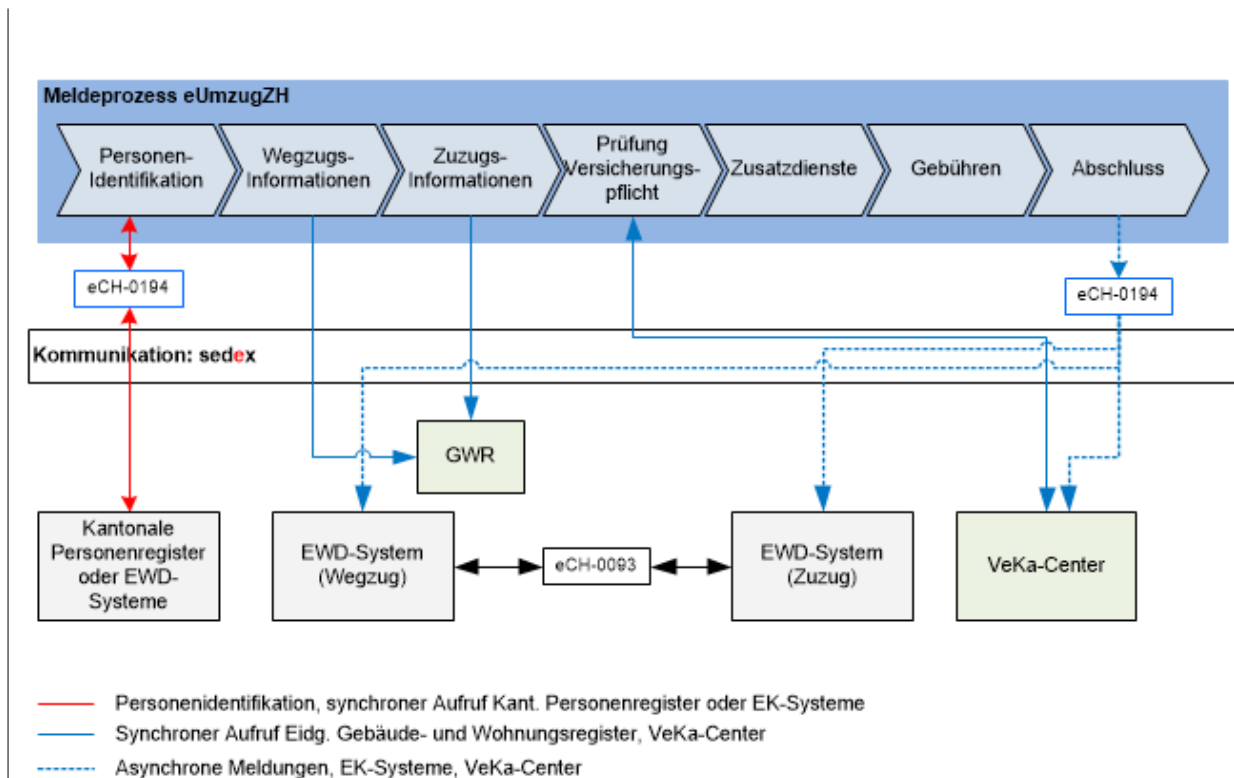 Meldeprozess eUmzugZH
Personen-
Identifikation
Wegzugs-
Informationen
Zuzugs-
Informationen
Prüfung
Versicherungs-
pflicht
Zusatzdienste
Gebühren
Abschluss
eCH-0194
eCH-0194
Kommunikation: sedex
GWR
Kantonale
Personenregister
oder EWD-
Systeme
EWD-System
(Wegzug)
eCH-0093
EWD-System
(Zuzug)
VeKa-Center
Personenidentifikation, synchroner Aufruf Kant. Personenregister oder EK-Systeme
Synchroner Aufruf Eidg. Gebäude- und Wohnungsregister, VeKa-Center
Asynchrone Meldungen, EK-Systeme, VeKa-Center